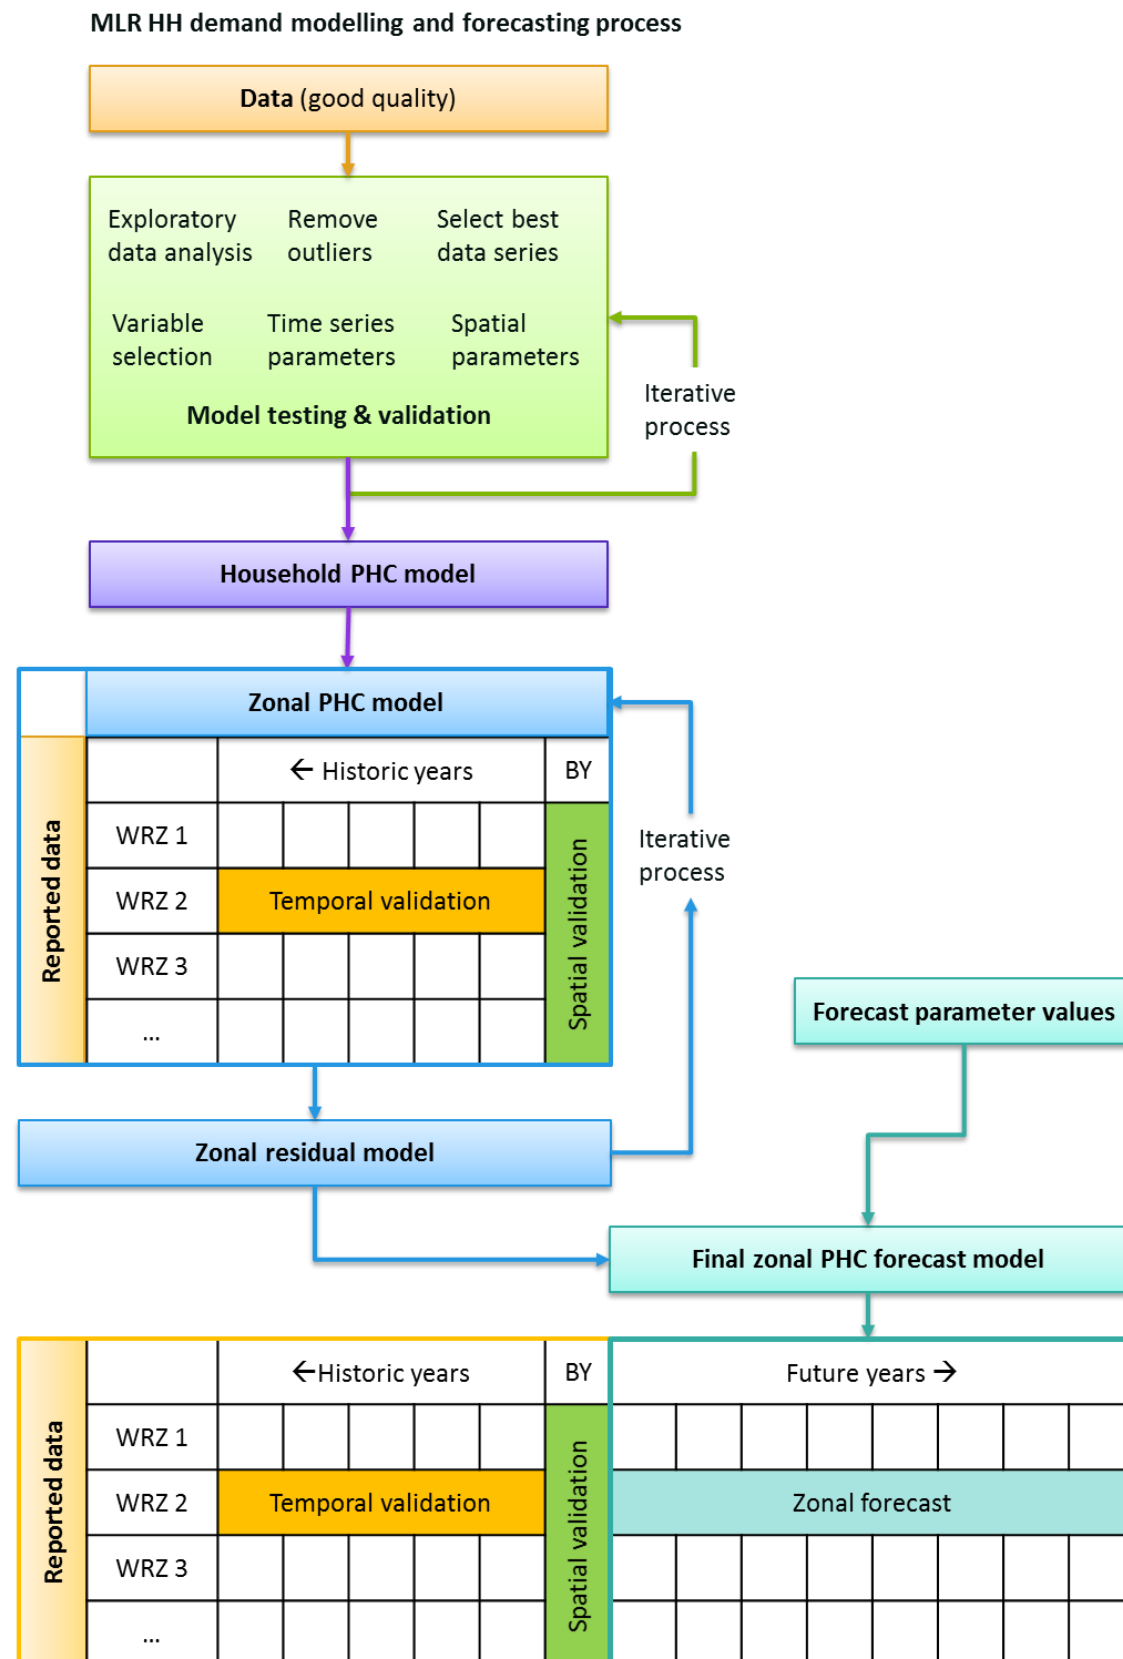 MLR HH demand modelling and forecasting process
Data (good quality)
Exploratory data analysis
Remove outliers
Select best data series
Variable selection
Time series parameters
Spatial parameters
Model testing & validation
Iterative process
Household PHC model
Zonal PHC model
← Historic years
BY
Reported data
WRZ 1
WRZ 2
Temporal validation
WRZ 3
...
Spatial validation
Iterative process
Forecast parameter values
Zonal residual model
Final zonal PHC forecast model
←Historic years
BY
Future years →
Reported data
WRZ 1
WRZ 2
Temporal validation
Zonal forecast
WRZ 3
...
Spatial validation